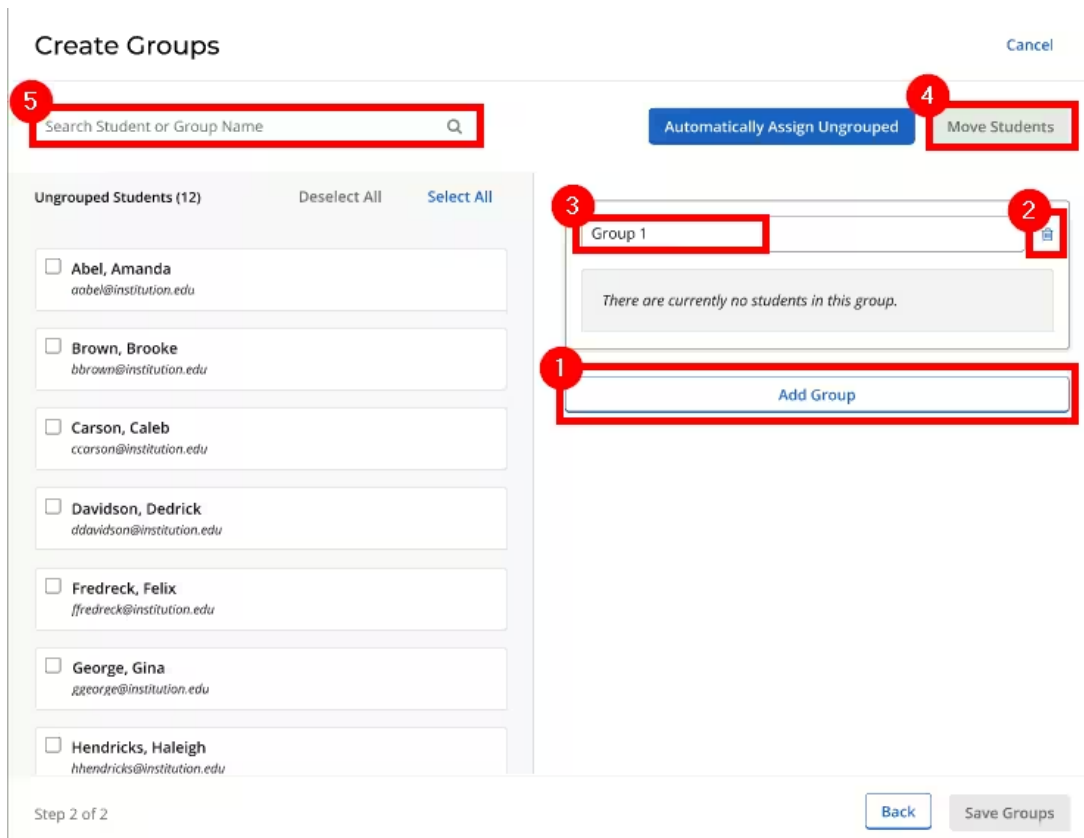 Create Groups
Cancel
5
4
Search Student or Group Name
Automatically Assign Ungrouped
Move Students
Ungrouped Students (12)
Deselect All
Select All
3
2
Group 1
Abel, Amanda
aabel@institution.edu
There are currently no students in this group.
Brown, Brooke
bbrown@institution.edu
1
Add Group
Carson, Caleb
ccarson@institution.edu
Davidson, Dedrick
ddavidson@institution.edu
Fredreck, Felix
ffredreck@institution.edu
George, Gina
ggeorge@institution.edu
Hendricks, Haleigh
hhendricks@institution.edu
Step 2 of 2
Back
Save Groups